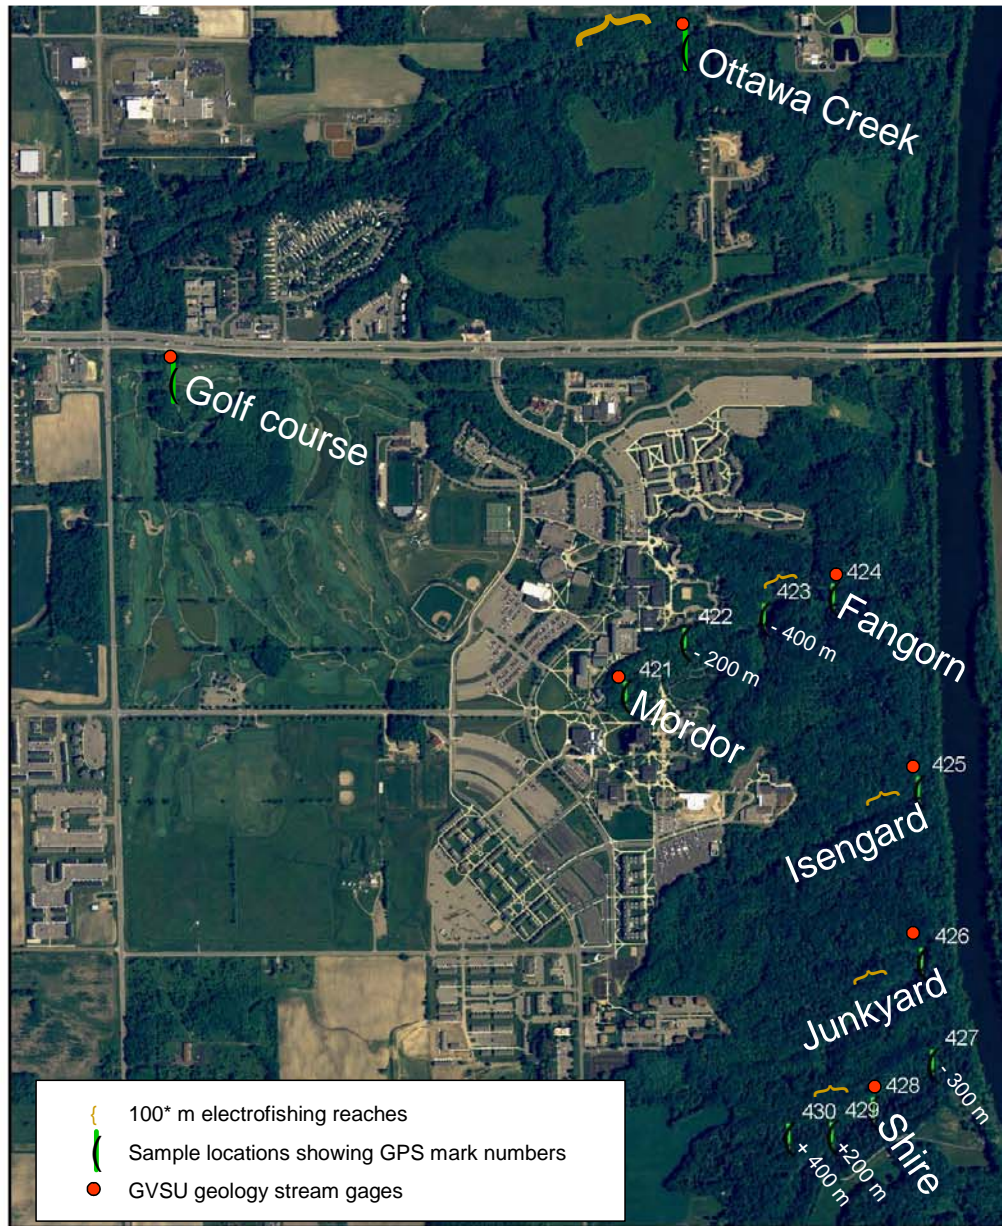 Ottawa Creek
Golf course
424
423
Fangorn
- 400 m
422
- 200 m
421
Mordor
425
Isengard
426
Junkyard
427
- 300 m
428
430 429
Shire
+200 m
+ 400 m
100* m electrofishing reaches
Sample locations showing GPS mark numbers
GVSU geology stream gages